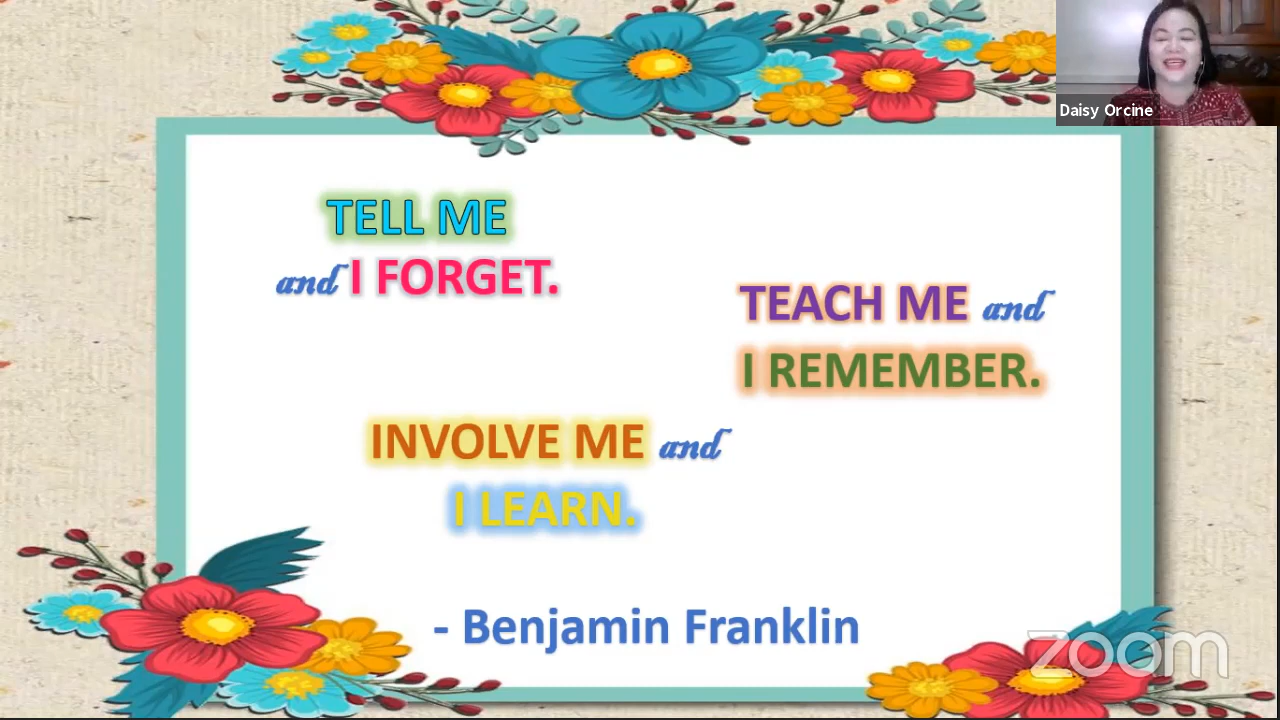 Daisy Orcine
TELL ME
and I FORGET.
TEACH ME and
I REMEMBER.
INVOLVE ME and
I LEARN.
- Benjamin Franklin
zoom